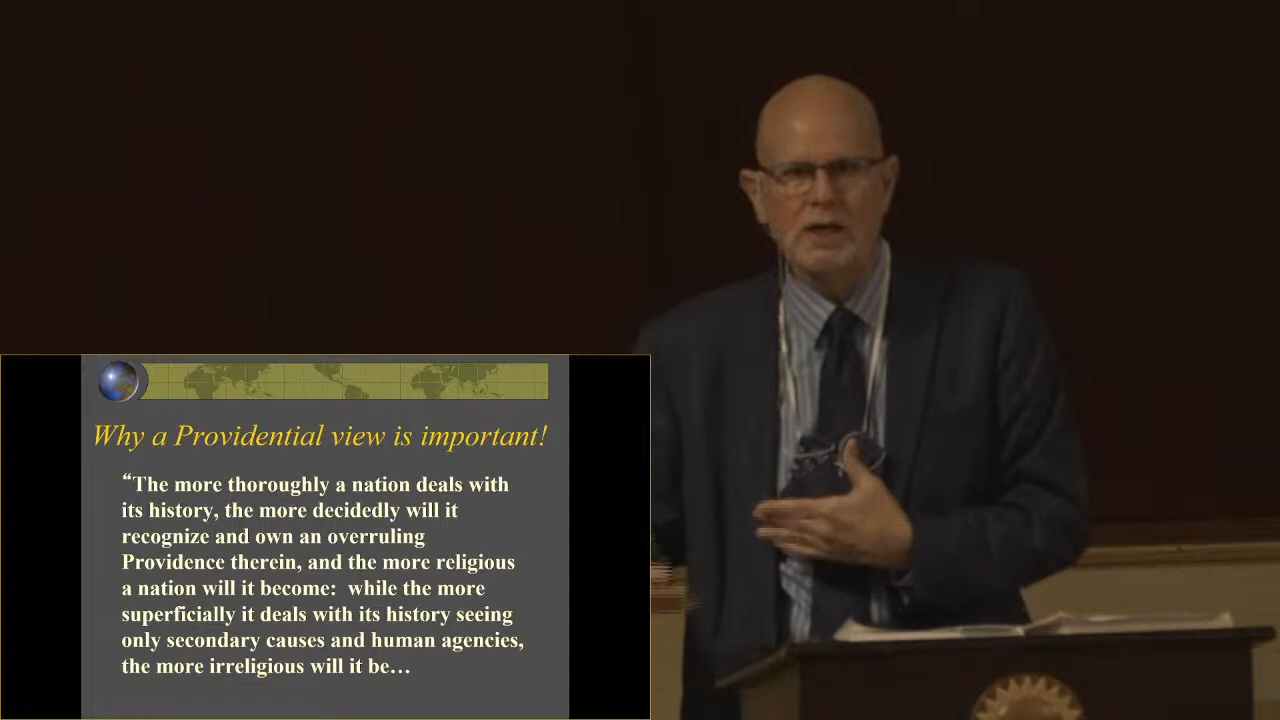 Why a Providential view is important!
“The more thoroughly a nation deals with
its history, the more decidedly will it
recognize and own an overruling
Providence therein, and the more religious
a nation will it become:  while the more
superficially it deals with its history seeing
only secondary causes and human agencies,
the more irreligious will it be…